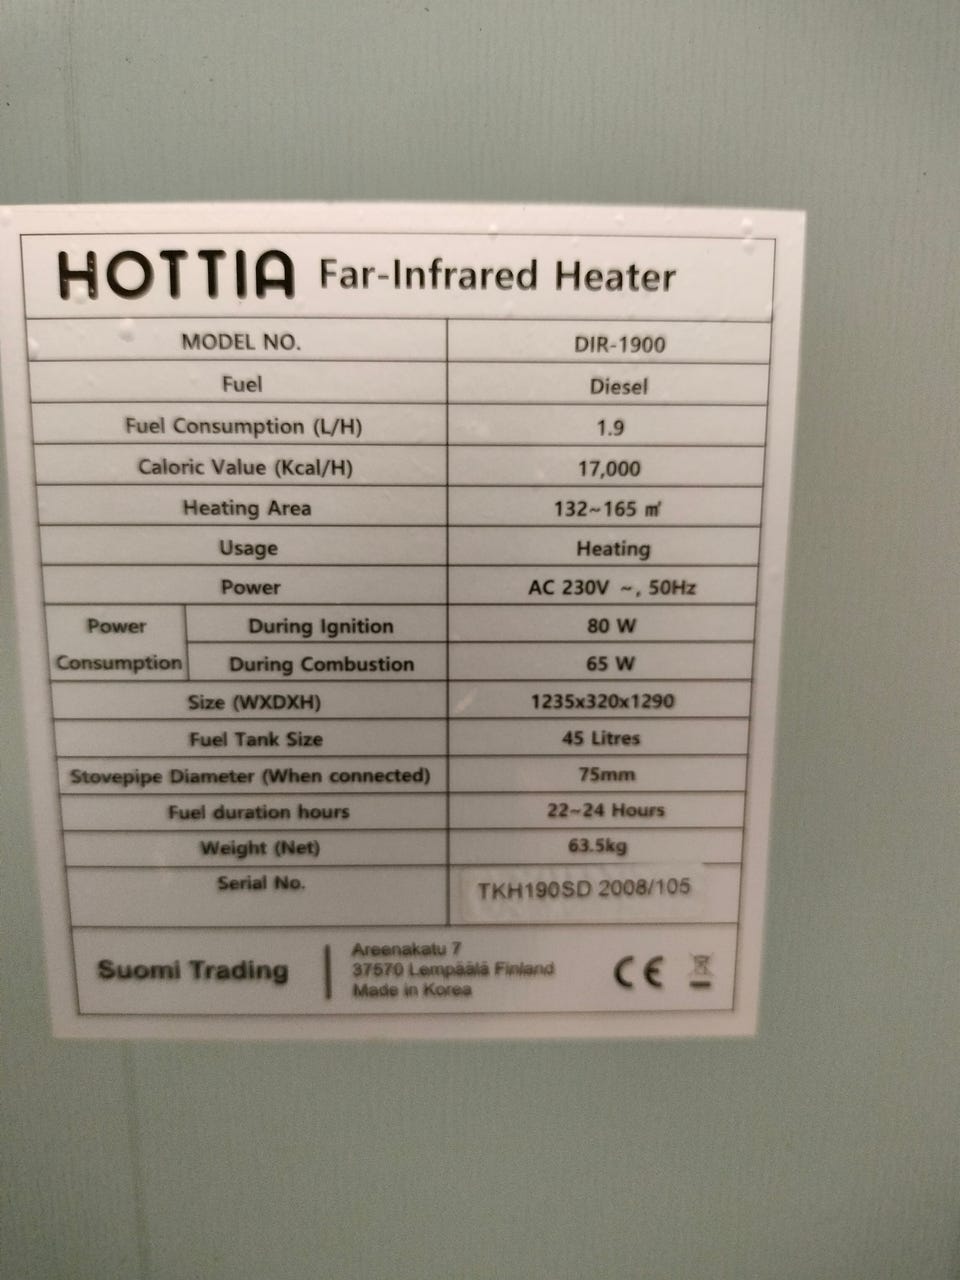 HOTTIA Far-Infrared Heater
MODEL NO. DIR-1900
Fuel Diesel
Fuel Consumption (L/H) 1.9
Caloric Value (Kcal/H) 17,000
Heating Area 132~165 ㎡
Usage Heating
Power AC 230V ~, 50Hz
Power Consumption During Ignition 80 W
During Combustion 65 W
Size (WXDXH) 1235x320x1290
Fuel Tank Size 45 Litres
Stovepipe Diameter (When connected) 75mm
Fuel duration hours 22~24 Hours
Weight (Net) 63.5kg
Serial No. TKH190SD 2008/105
Suomi Trading
Areenakatu 7
37570 Lempäälä Finland
Made in Korea
CE